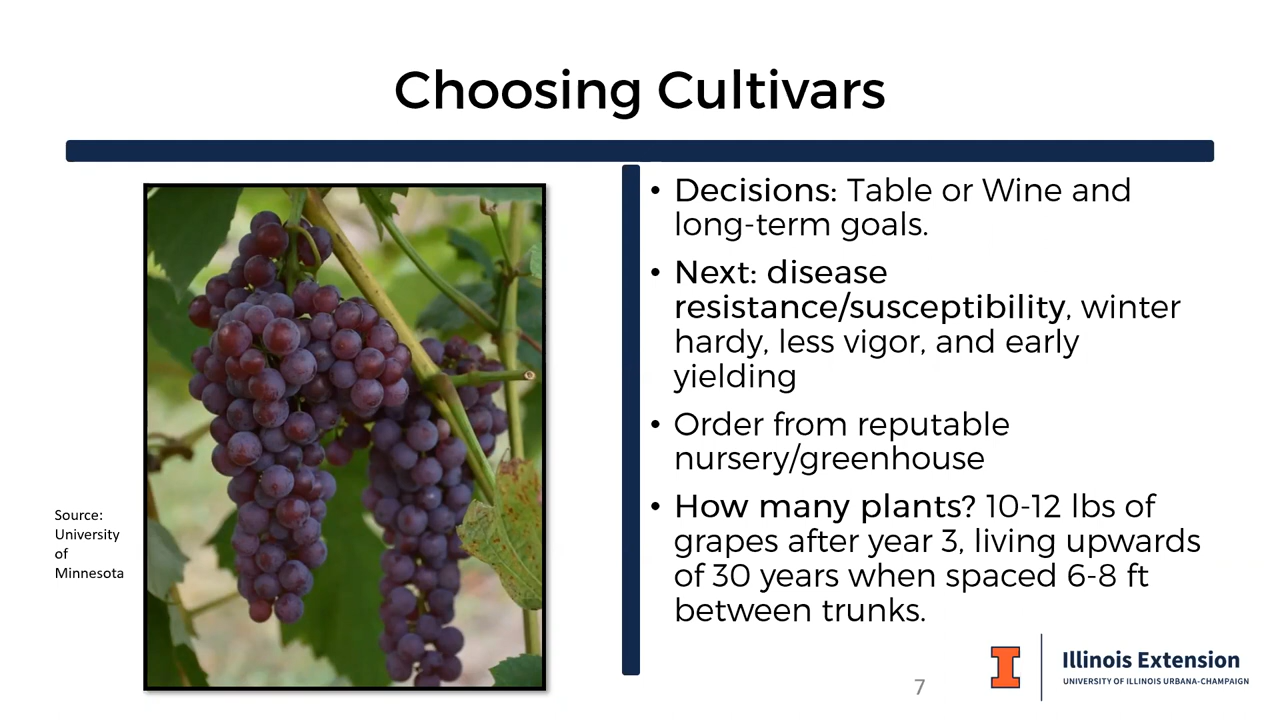 Choosing Cultivars
Source:
University
of
Minnesota
• Decisions: Table or Wine and
long-term goals.
• Next: disease
resistance/susceptibility, winter
hardy, less vigor, and early
yielding
• Order from reputable
nursery/greenhouse
• How many plants? 10-12 lbs of
grapes after year 3, living upwards
of 30 years when spaced 6-8 ft
between trunks.
7
I
Illinois Extension
UNIVERSITY OF ILLINOIS URBANA-CHAMPAIGN